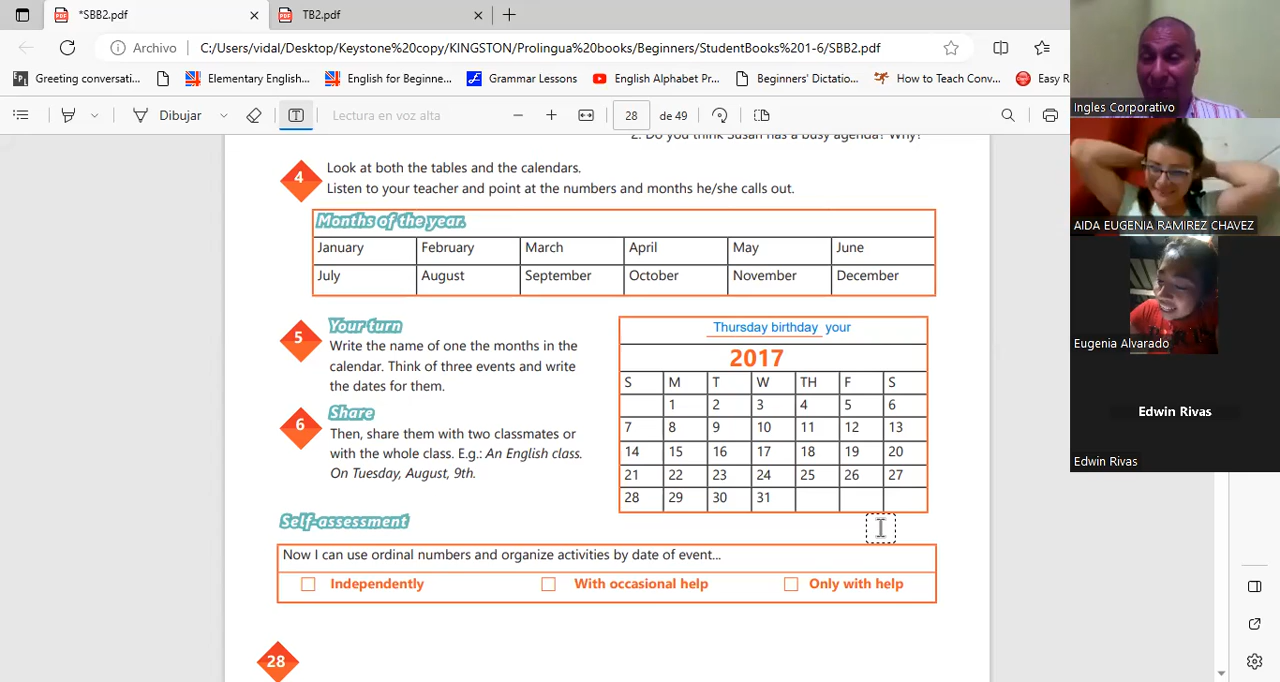 *SBB2.pdf
TB2.pdf
Archivo
C:/Users/vidal/Desktop/Keystone%20copy/KINGSTON/Prolingua%20books/Beginners/StudentBooks%201-6/SBB2.pdf
Greeting conversati...
Elementary English...
English for Beginne...
Grammar Lessons
English Alphabet Pr...
Beginners' Dictatio...
How to Teach Conv...
Easy R
Dibujar
Lectura en voz alta
28
de 49
2. Do you think Susan has a busy agenda? Why?
4
Look at both the tables and the calendars.
Listen to your teacher and point at the numbers and months he/she calls out.
Months of the year.
January February March April May June
July August September October November December
5
Your turn
Write the name of one the months in the
calendar. Think of three events and write
the dates for them.
6
Share
Then, share them with two classmates or
with the whole class. E.g.: An English class.
On Tuesday, August, 9th.
Thursday birthday your
2017
S M T W TH F S
1 2 3 4 5 6
7 8 9 10 11 12 13
14 15 16 17 18 19 20
21 22 23 24 25 26 27
28 29 30 31
Self-assessment
Now I can use ordinal numbers and organize activities by date of event...
Independently
With occasional help
Only with help
28
Ingles Corporativo
AIDA EUGENIA RAMIREZ CHAVEZ
Eugenia Alvarado
Edwin Rivas
Edwin Rivas